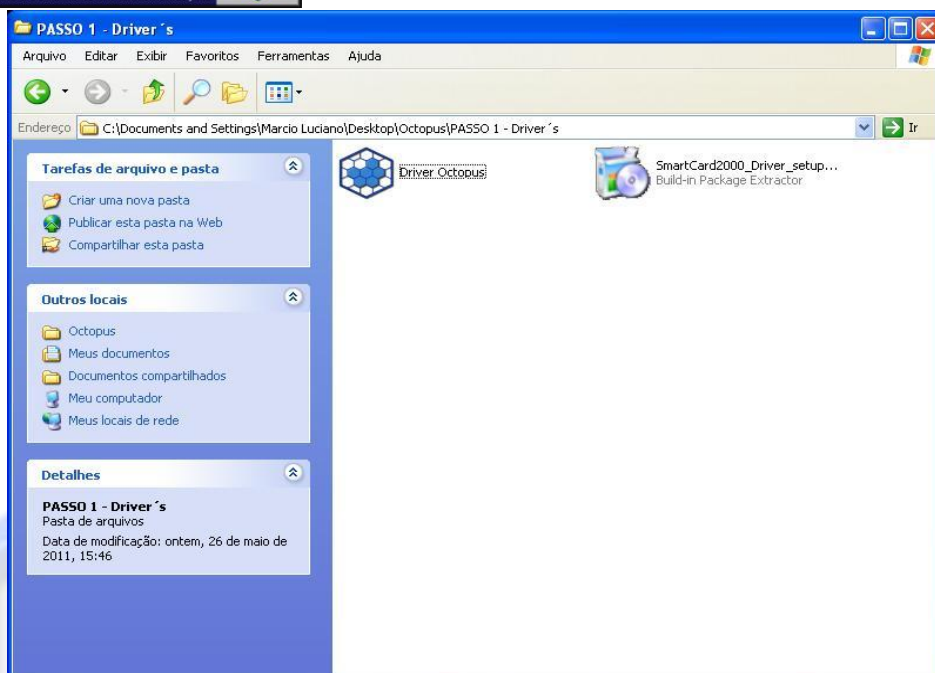 PASSO 1 - Driver´s
Arquivo Editar Exibir Favoritos Ferramentas Ajuda
Endereço C:\Documents and Settings\Marcio Luciano\Desktop\Octopus\PASSO 1 - Driver´s Ir
Tarefas de arquivo e pasta
Criar uma nova pasta
Publicar esta pasta na Web
Compartilhar esta pasta
Outros locais
Octopus
Meus documentos
Documentos compartilhados
Meu computador
Meus locais de rede
Detalhes
PASSO 1 - Driver´s
Pasta de arquivos
Data de modificação: ontem, 26 de maio de
2011, 15:46
Driver Octopus
SmartCard2000_Driver_setup...
Build-in Package Extractor